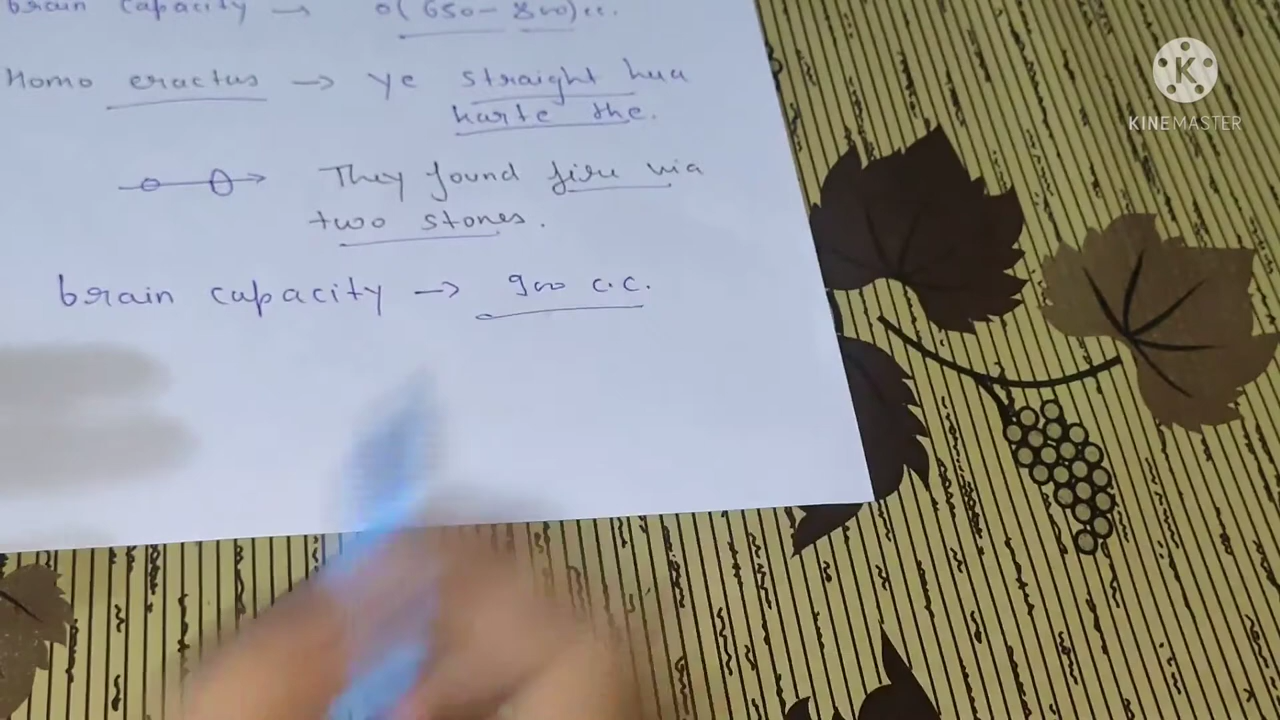 brain capacity → (650-800)cc.
Homo eractus → ye straight hua
karte the.
They found fire via
two stones.
brain capacity → 900 c.c.
K
KINEMASTER